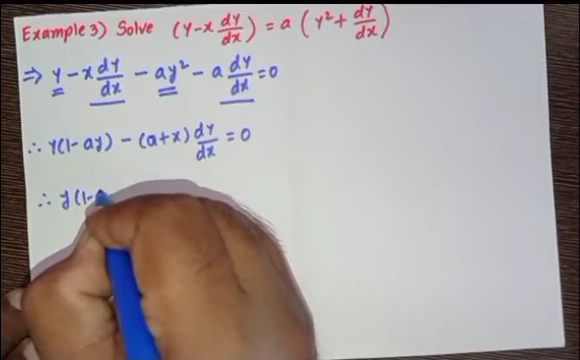 Example 3) Solve (y-x dy/dx) = a (y² + dy/dx)
⇒ y - x dy/dx - ay² - a dy/dx = 0
∴ y(1-ay) - (a+x) dy/dx = 0
∴ y(1-